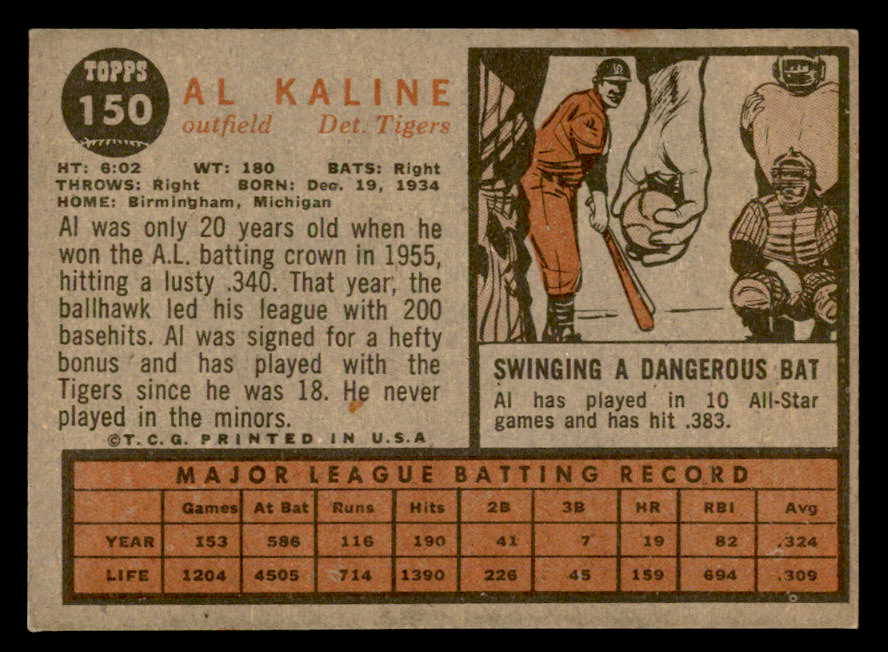 TOPPS
150
AL KALINE
outfield Det. Tigers
HT: 6:02 WT: 180 BATS: Right
THROWS: Right BORN: Dec. 19, 1934
HOME: Birmingham, Michigan
Al was only 20 years old when he
won the A.L. batting crown in 1955,
hitting a lusty .340. That year, the
ballhawk led his league with 200
basehits. Al was signed for a hefty
bonus and has played with the
Tigers since he was 18. He never
played in the minors.
©T.C.G. PRINTED IN U.S.A
SWINGING A DANGEROUS BAT
Al has played in 10 All-Star
games and has hit .383.
MAJOR LEAGUE BATTING RECORD
Games At Bat Runs Hits 2B 3B HR RBI Avg
YEAR 153 586 116 190 41 7 19 82 .324
LIFE 1204 4505 714 1390 226 45 159 694 .309